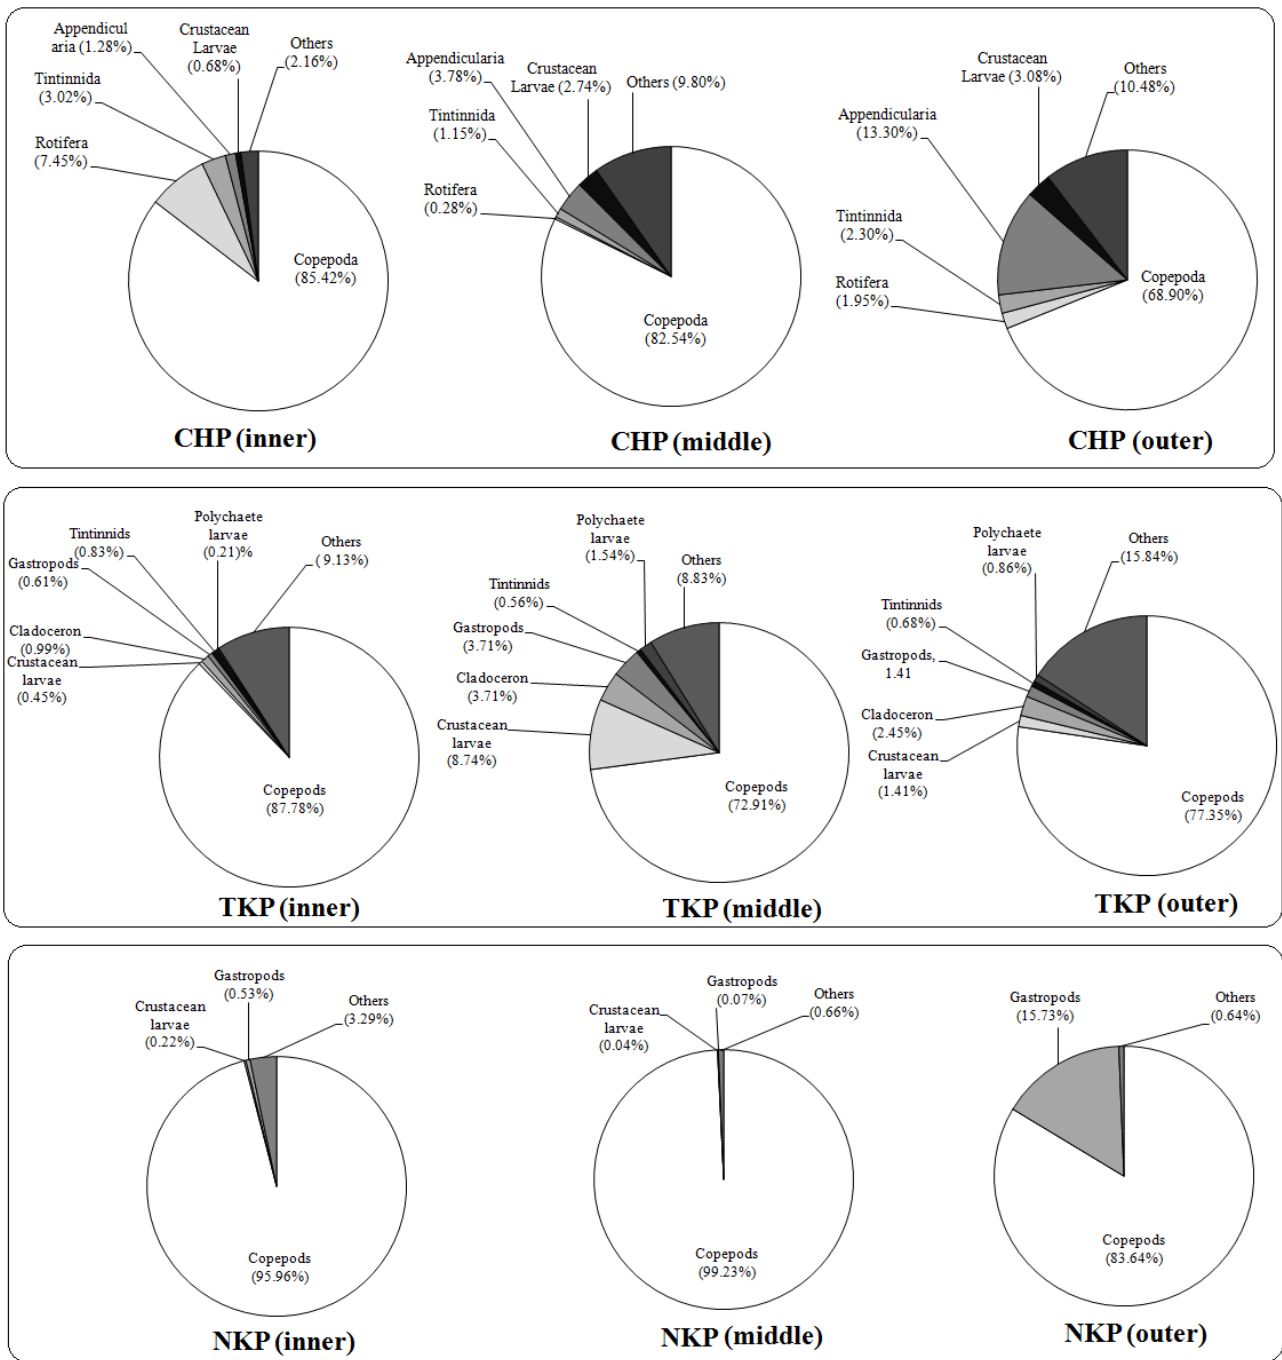 Appendicul
aria (1.28%)
Crustacean
Larvae
(0.68%)
Others
(2.16%)
Tintinnida
(3.02%)
Rotifera
(7.45%)
Copepoda
(85.42%)
CHP (inner)
Appendicularia
(3.78%)
Crustacean
Larvae (2.74%)
Others (9.80%)
Tintinnida
(1.15%)
Rotifera
(0.28%)
Copepoda
(82.54%)
CHP (middle)
Crustacean
Larvae (3.08%)
Others
(10.48%)
Appendicularia
(13.30%)
Tintinnida
(2.30%)
Rotifera
(1.95%)
Copepoda
(68.90%)
CHP (outer)
Polychaete
larvae
(0.21)%
Tintinnids
(0.83%)
Others
( 9.13%)
Gastropods
(0.61%)
Cladoceron
(0.99%)
Crustacean
larvae
(0.45%)
Copepods
(87.78%)
TKP (inner)
Polychaete
larvae
(1.54%)
Others
(8.83%)
Tintinnids
(0.56%)
Gastropods
(3.71%)
Cladoceron
(3.71%)
Crustacean
larvae
(8.74%)
Copepods
(72.91%)
TKP (middle)
Polychaete
larvae
(0.86%)
Others
(15.84%)
Tintinnids
(0.68%)
Gastropods,
1.41
Cladoceron
(2.45%)
Crustacean
larvae
(1.41%)
Copepods
(77.35%)
TKP (outer)
Gastropods
(0.53%)
Crustacean
larvae
(0.22%)
Others
(3.29%)
Copepods
(95.96%)
NKP (inner)
Gastropods
(0.07%)
Crustacean
larvae
(0.04%)
Others
(0.66%)
Copepods
(99.23%)
NKP (middle)
Gastropods
(15.73%)
Others
(0.64%)
Copepods
(83.64%)
NKP (outer)